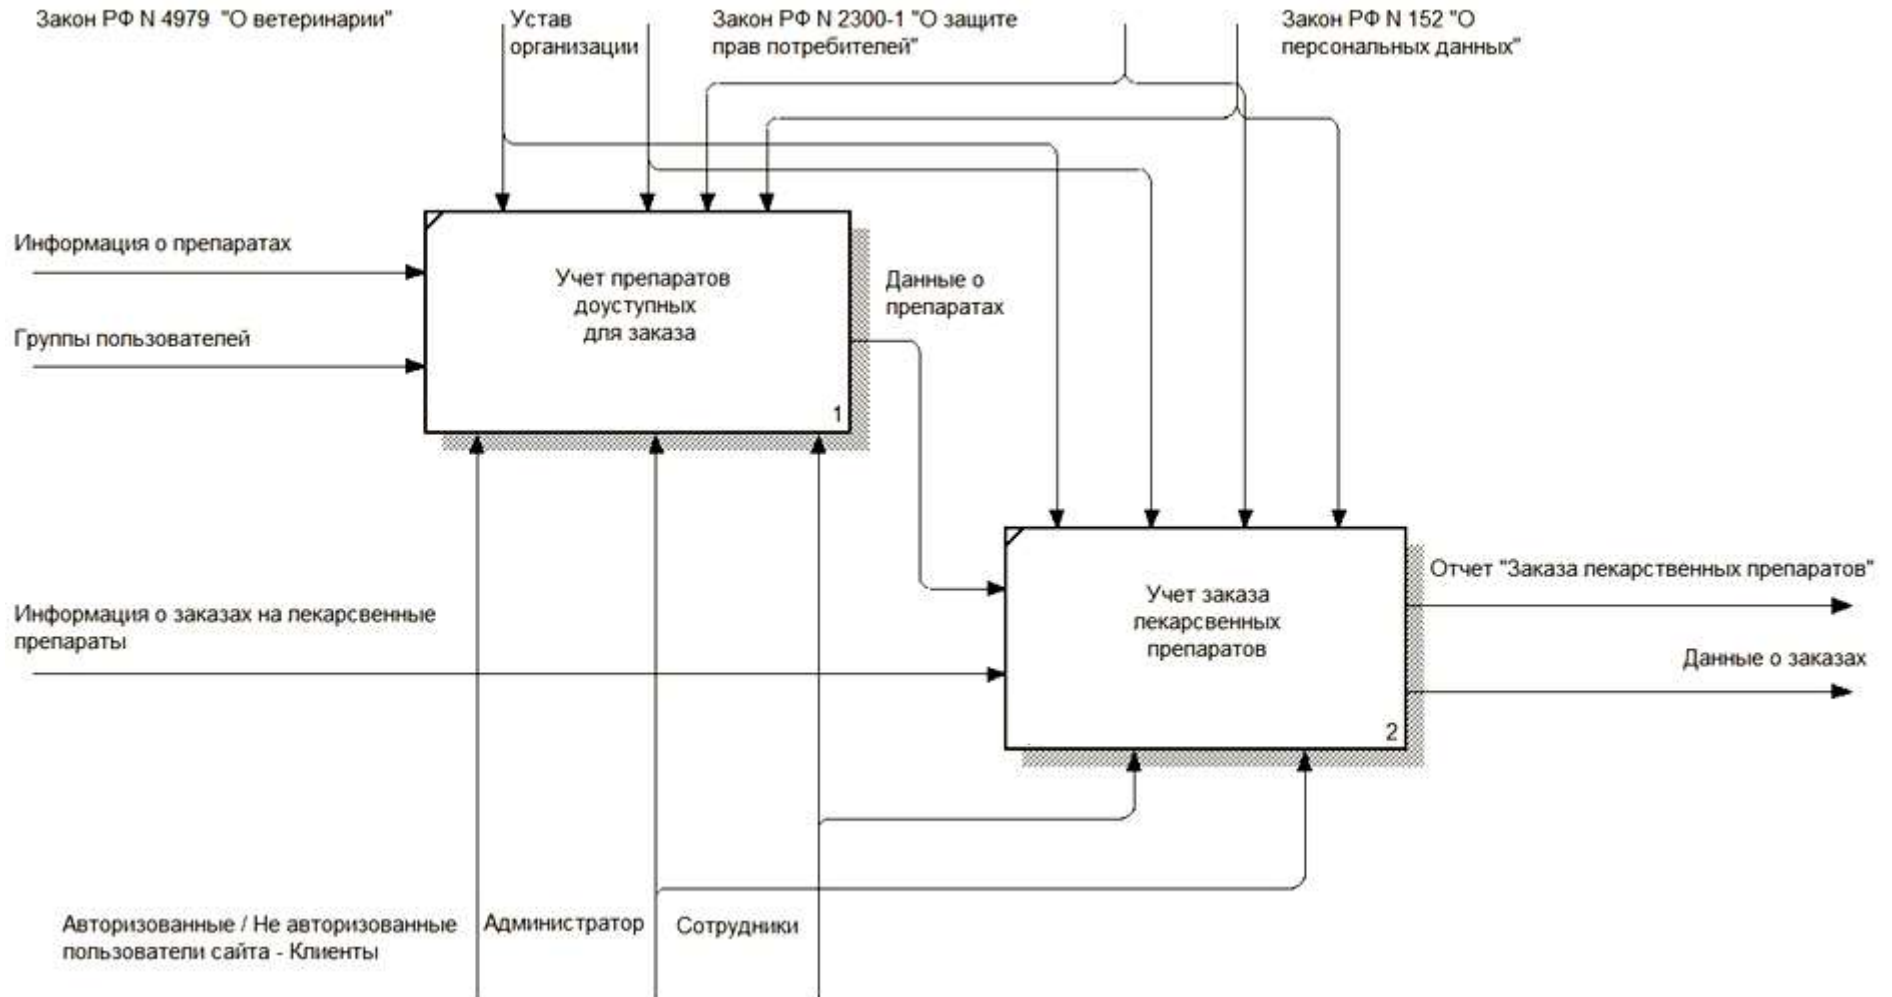 Закон РФ N 4979 "О ветеринарии"
Устав
организации
Закон РФ N 2300-1 "О защите
прав потребителей"
Закон РФ N 152 "О
персональных данных"
Информация о препаратах
Группы пользователей
Учет препаратов
доуступных
для заказа
1
Данные о
препаратах
Информация о заказах на лекарсвенные
препараты
Учет заказа
лекарсвенных
препаратов
2
Отчет "Заказа лекарственных препаратов"
Данные о заказах
Авторизованные / Не авторизованные
пользователи сайта - Клиенты
Администратор
Сотрудники